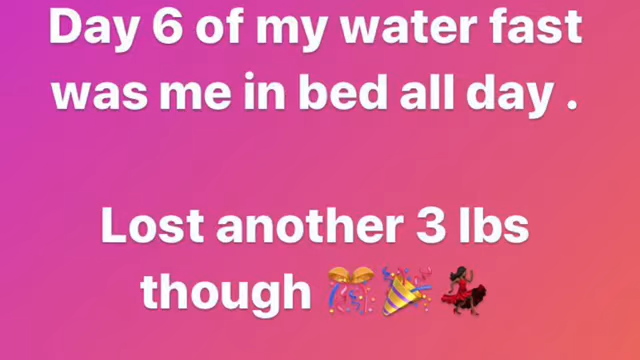 Day 6 of my water fast
was me in bed all day .
Lost another 3 lbs
though 🎊🎉💃🏿